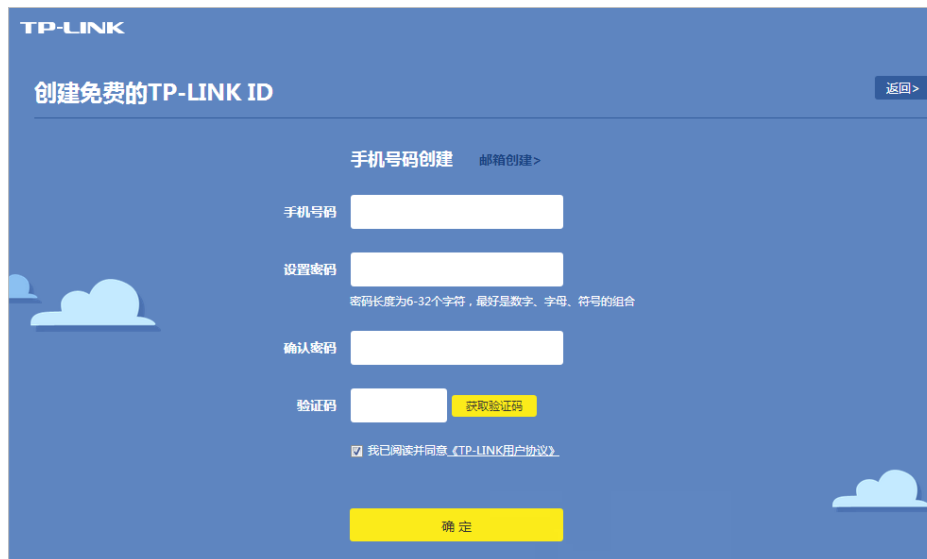 TP-LINK
创建免费的TP-LINK ID
返回>
手机号码创建 邮箱创建>
手机号码
设置密码
密码长度为6-32个字符，最好是数字、字母、符号的组合
确认密码
验证码 获取验证码
我已阅读并同意《TP-LINK用户协议》
确 定